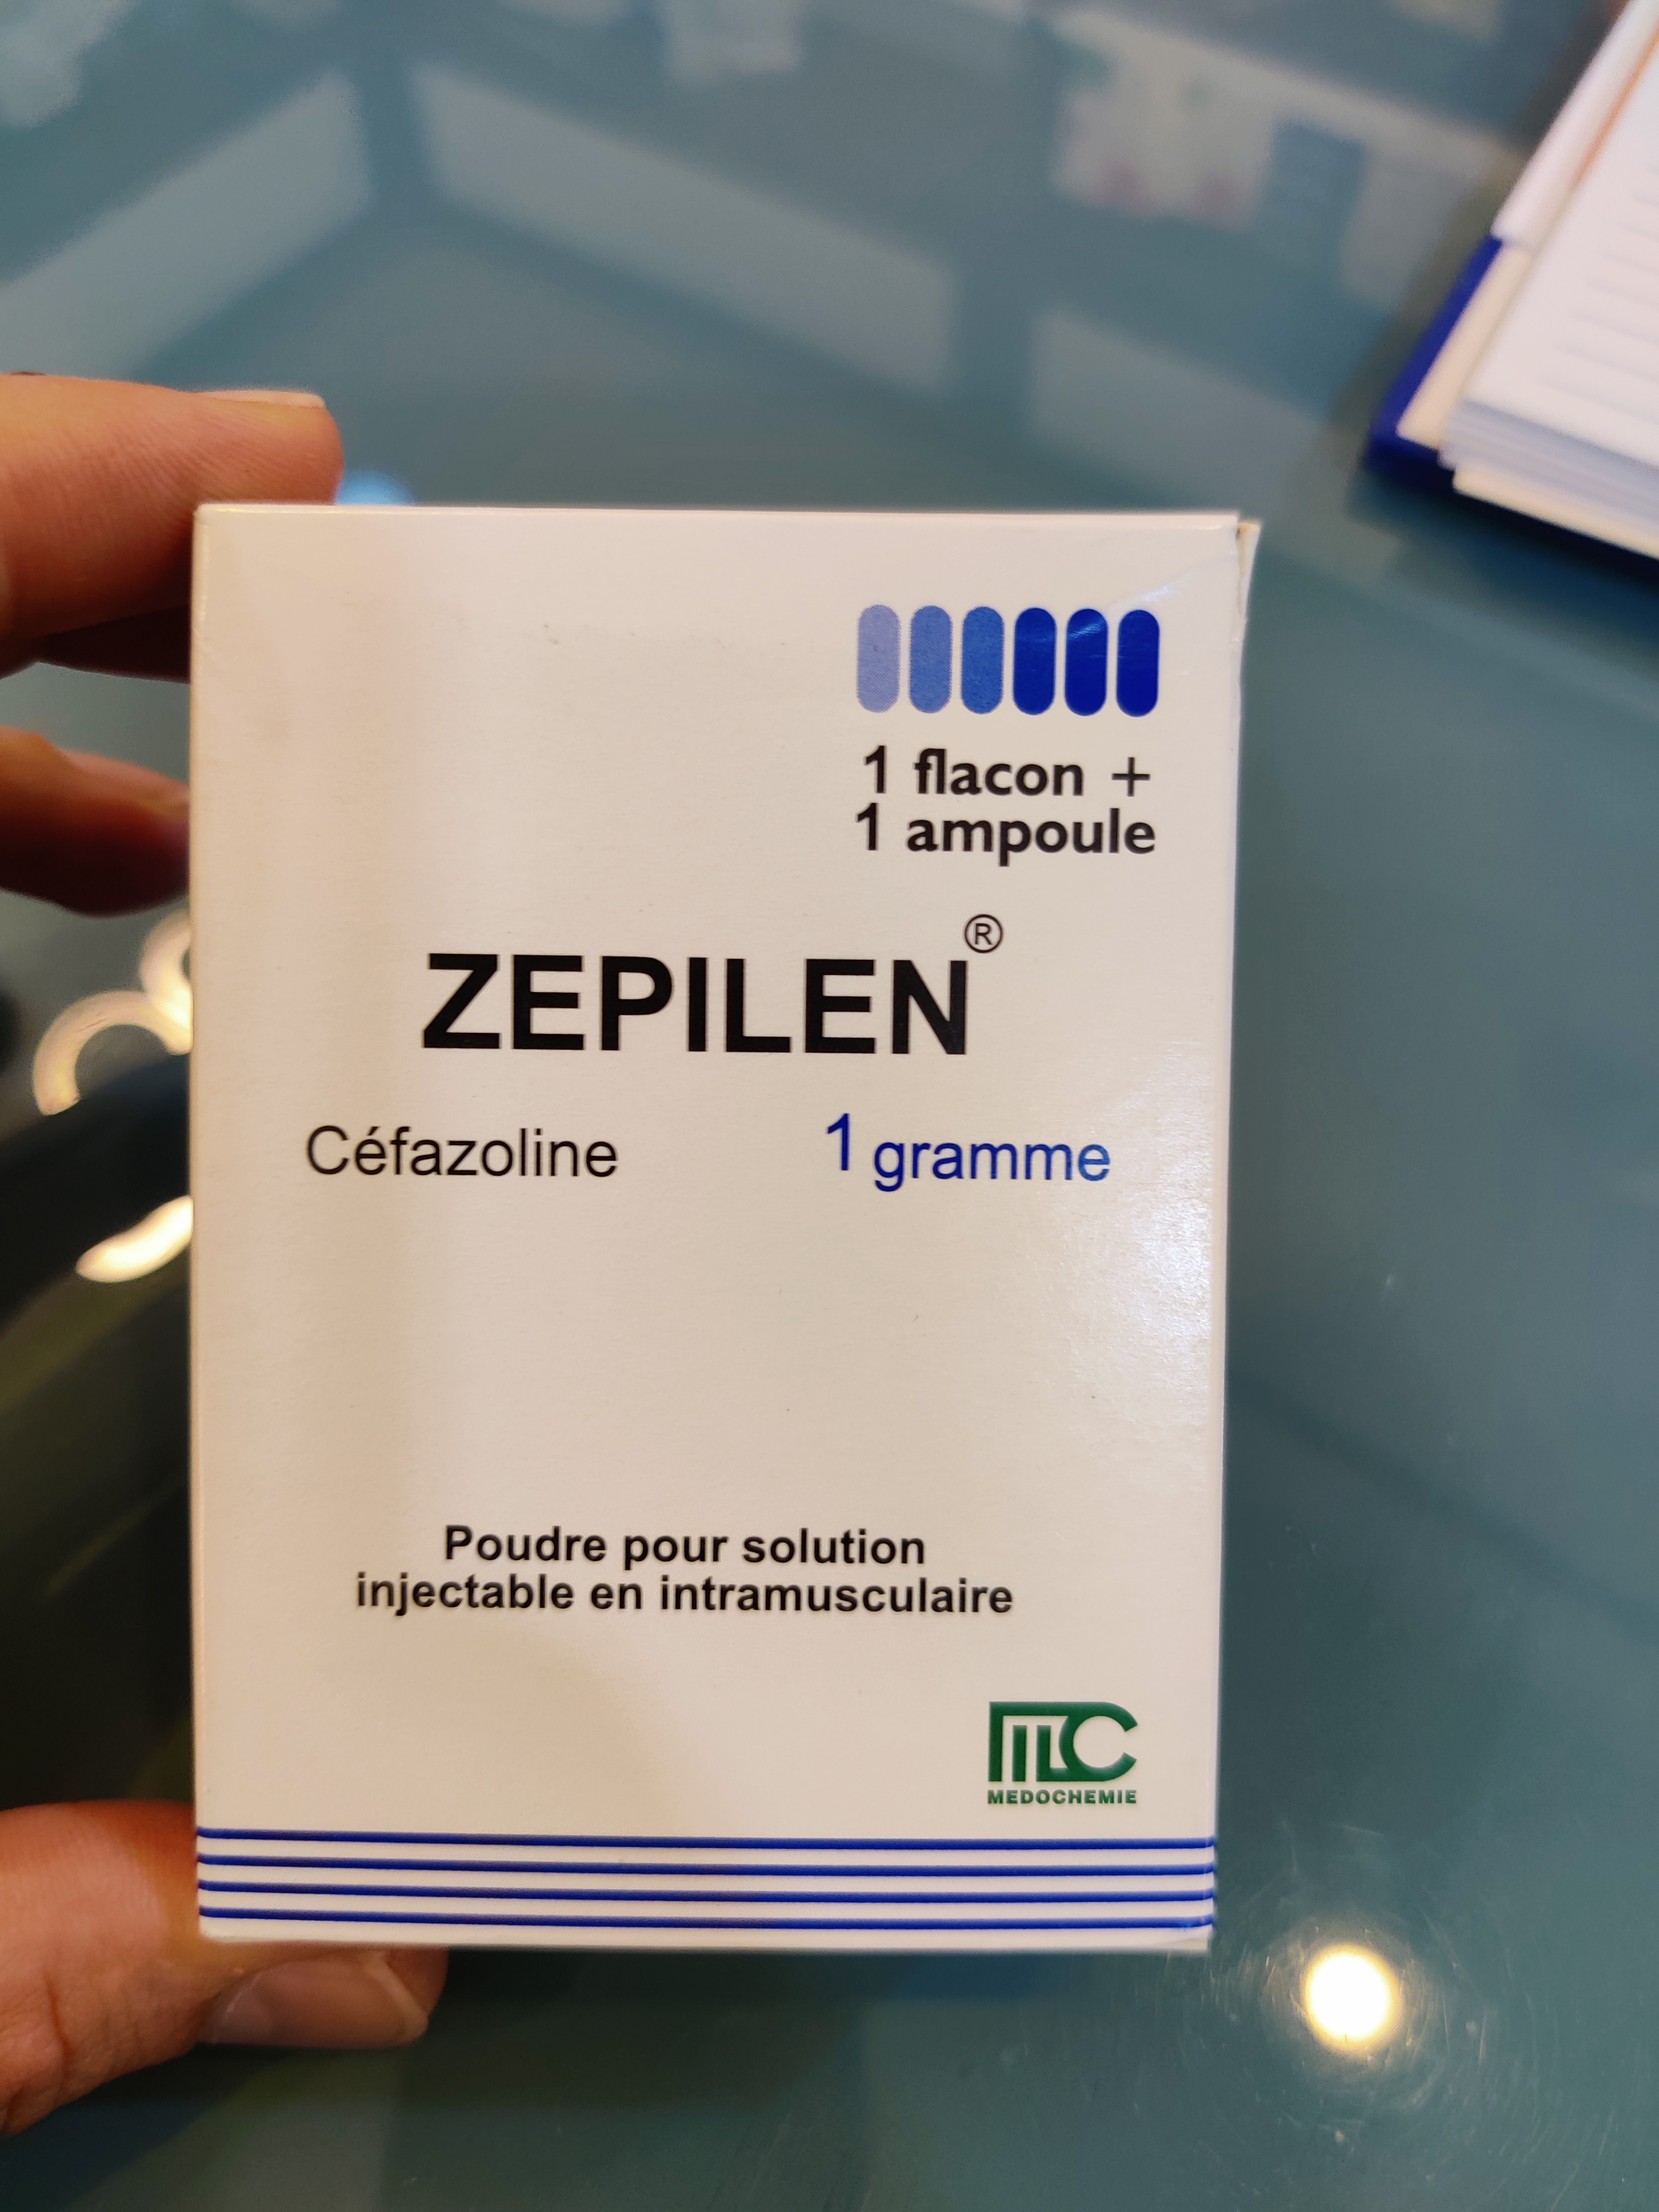 1 flacon +
1 ampoule
ZEPILEN®
Céfazoline 1 gramme
Poudre pour solution
injectable en intramusculaire
MC
MEDOCHEMIE